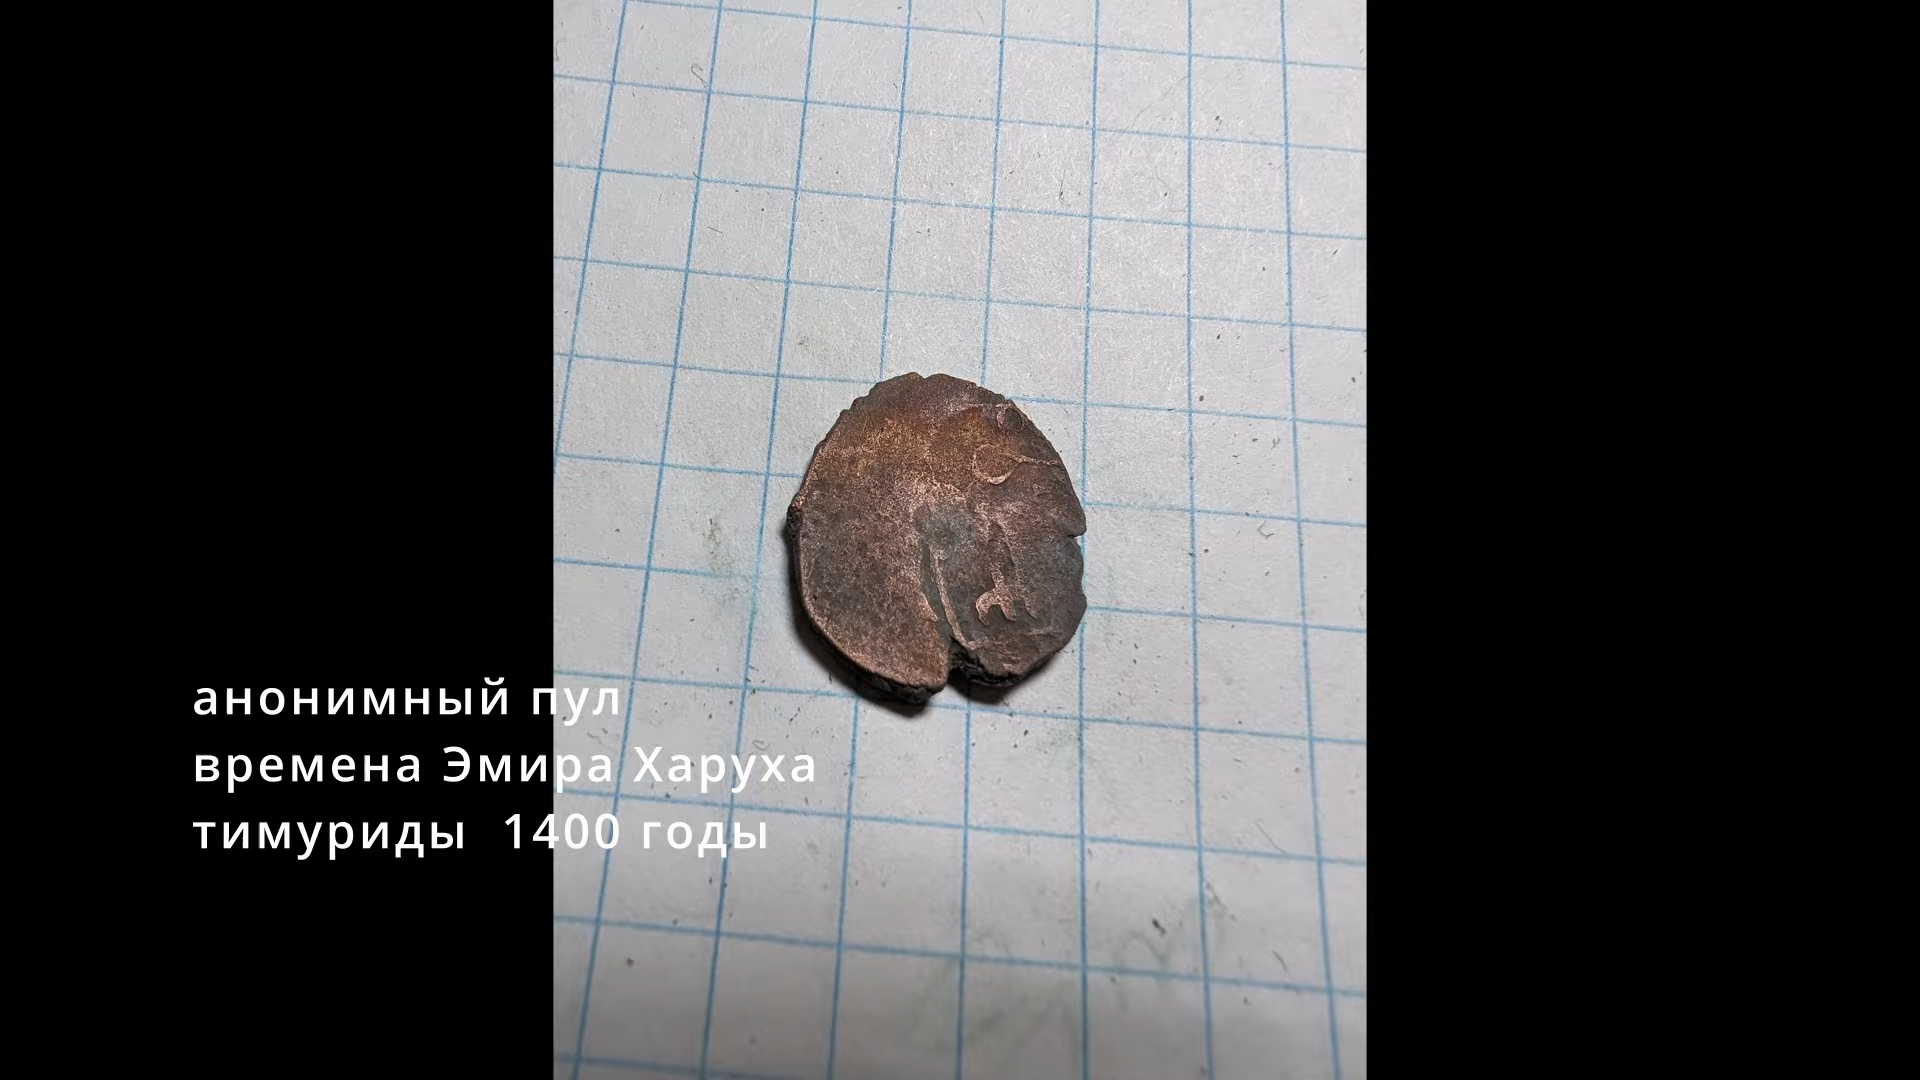 анонимный пул
времена Эмира Харуха
тимуриды 1400 годы